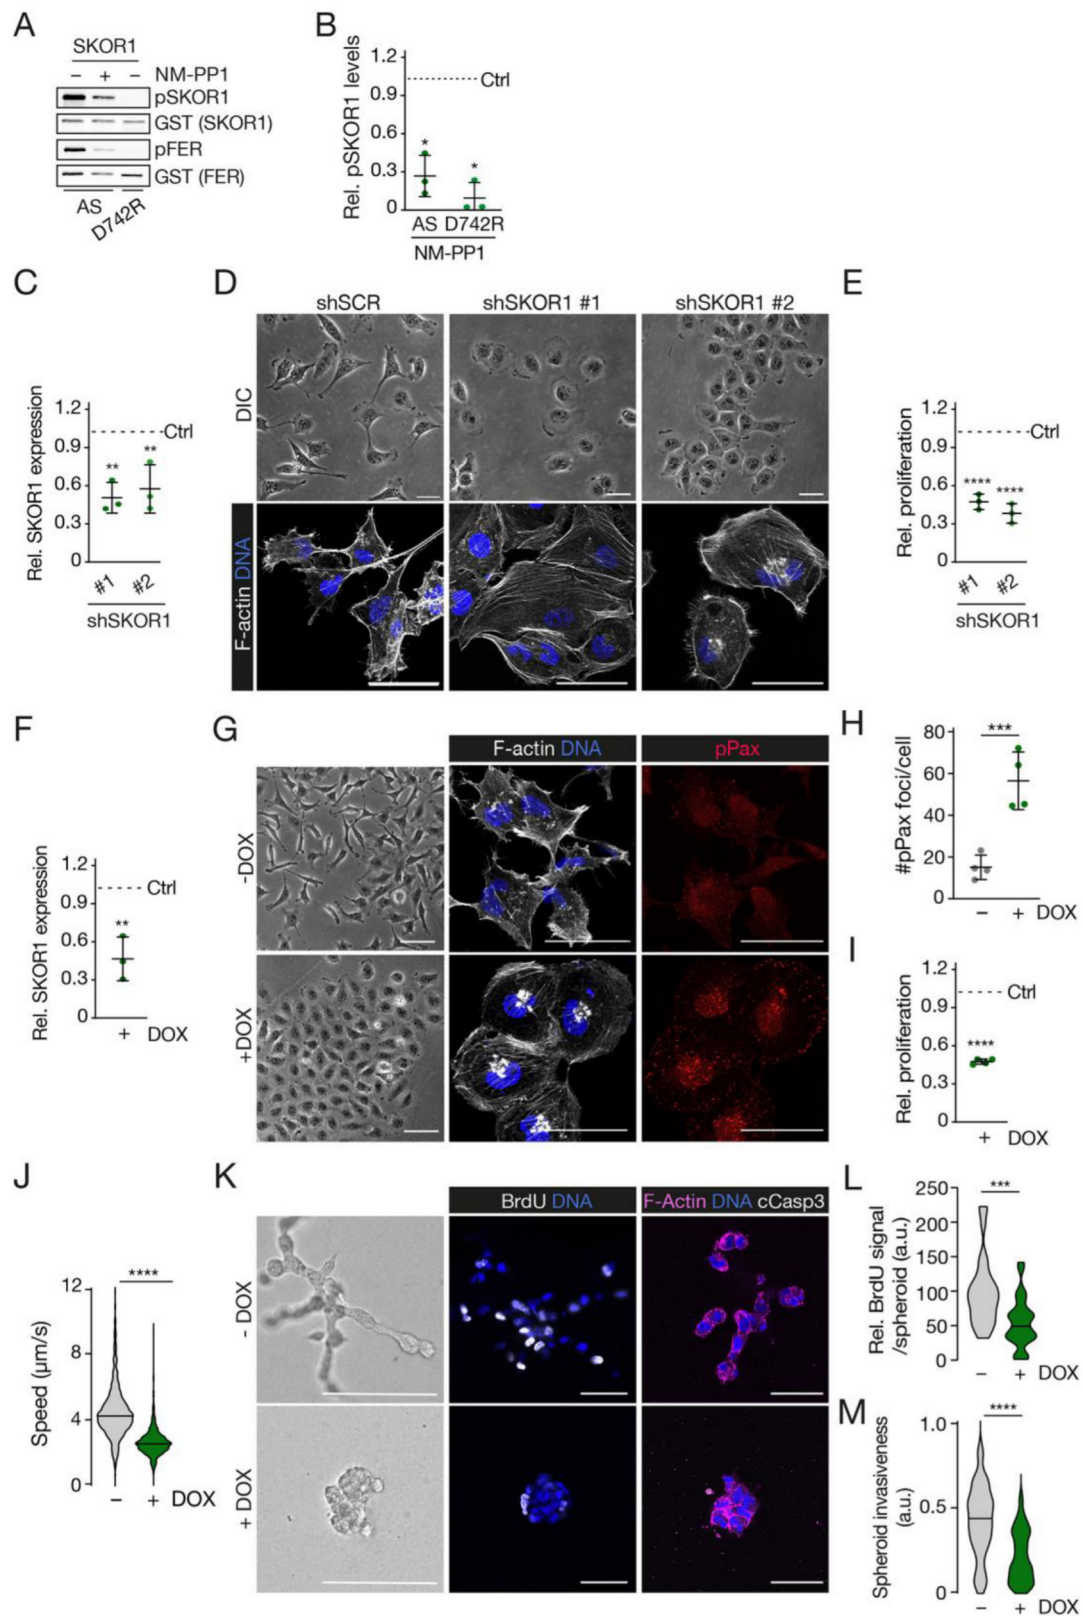 A
SKOR1
− + − NM-PP1
pSKOR1
GST (SKOR1)
pFER
GST (FER)
AS D742R
B
Rel. pSKOR1 levels
1.2
0.9
0.6
0.3
0
Ctrl
* *
AS D742R
NM-PP1
C
Rel. SKOR1 expression
1.2
0.9
0.6
0.3
0
Ctrl
** **
#1 #2
shSKOR1
D
shSCR shSKOR1 #1 shSKOR1 #2
DIC
F-actin DNA
E
Rel. proliferation
1.2
0.9
0.6
0.3
0
Ctrl
**** ****
#1 #2
shSKOR1
F
Rel. SKOR1 expression
1.2
0.9
0.6
0.3
0
Ctrl
**
+ DOX
G
F-actin DNA pPax
-DOX
+DOX
H
#pPax foci/cell
80
60
40
20
0
***
− + DOX
I
Rel. proliferation
1.2
0.9
0.6
0.3
0
Ctrl
****
+ DOX
J
Speed (μm/s)
12
8
4
0
****
− + DOX
K
BrdU DNA F-Actin DNA cCasp3
- DOX
+ DOX
L
Rel. BrdU signal
/spheroid (a.u.)
250
200
150
100
50
0
***
− + DOX
M
Spheroid invasiveness
(a.u.)
1.0
0.5
0
****
− + DOX